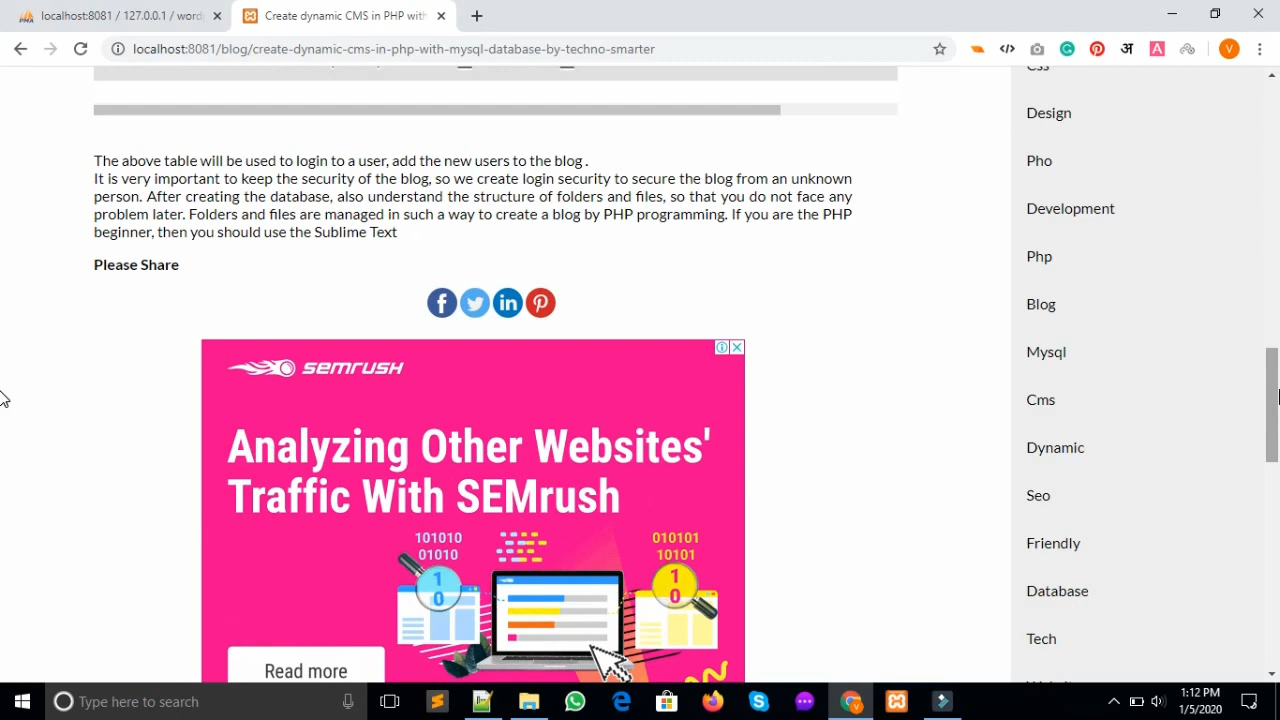 localhost:8081 / 127.0.0.1 / word
Create dynamic CMS in PHP with
localhost:8081/blog/create-dynamic-cms-in-php-with-mysql-database-by-techno-smarter
अ
A
V
Css
Design
The above table will be used to login to a user, add the new users to the blog .
Pho
It is very important to keep the security of the blog, so we create login security to secure the blog from an unknown
person. After creating the database, also understand the structure of folders and files, so that you do not face any
Development
problem later. Folders and files are managed in such a way to create a blog by PHP programming. If you are the PHP
beginner, then you should use the Sublime Text
Php
Please Share
Blog
Mysql
Cms
Dynamic
Seo
Friendly
Database
Tech
semrush
Analyzing Other Websites'
Traffic With SEMrush
101010
01010
010101
10101
1
0
1
0
Read more
Type here to search
1:12 PM
1/5/2020